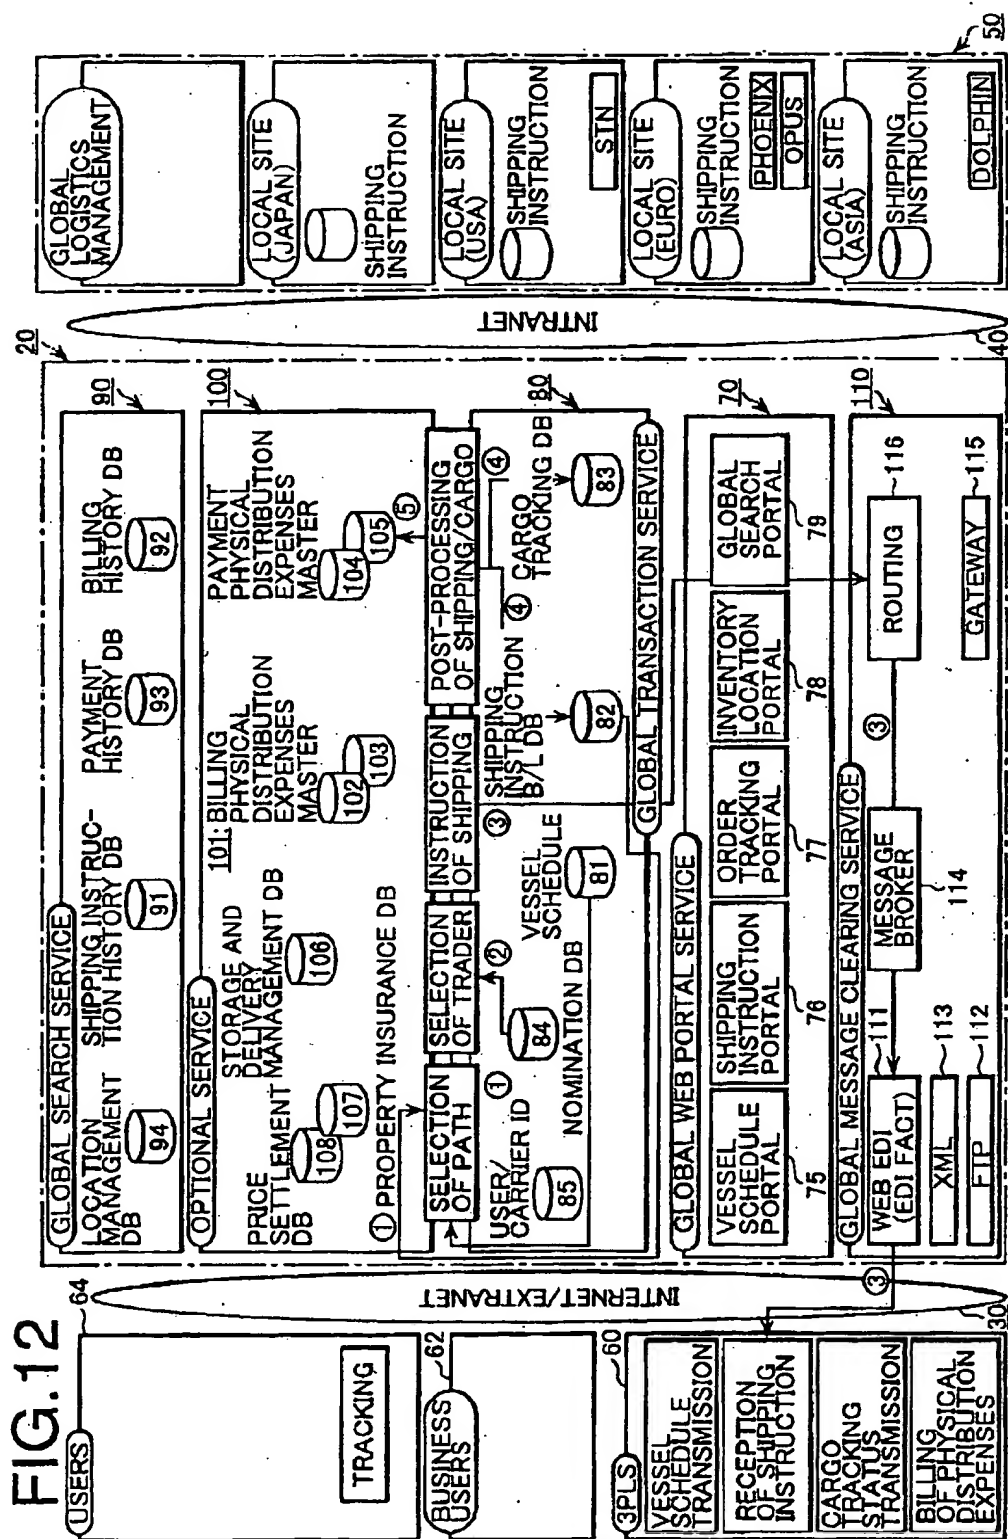 FIG.12
USERS
64
TRACKING
BUSINESS
USERS
62
3PLS
60
VESSEL
SCHEDULE
TRANSMISSION
RECEPTION
OF SHIPPING
INSTRUCTION
CARGO
TRACKING
STATUS
TRANSMISSION
BILLING
OF PHYSICAL
DISTRIBUTION
EXPENSES
INTERNET/EXTRANET
③
30
20
GLOBAL SEARCH SERVICE
90
LOCATION
MANAGEMENT
DB
94
SHIPPING INSTRUC-
TION HISTORY DB
91
PAYMENT
HISTORY DB
93
BILLING
HISTORY DB
92
OPTIONAL SERVICE
100
PRICE
SETTLEMENT
DB
108
107
STORAGE AND
DELIVERY
MANAGEMENT DB
106
101: BILLING
PHYSICAL
DISTRIBUTION
EXPENSES
MASTER
102
103
PAYMENT
PHYSICAL
DISTRIBUTION
EXPENSES
MASTER
104
105
① PROPERTY INSURANCE DB
⑤
SELECTION
OF PATH
SELECTION
OF TRADER
INSTRUCTION
OF SHIPPING
POST-PROCESSING
OF SHIPPING/CARGO
80
USER/
CARRIER ID
85
①
84
②
NOMINATION DB
VESSEL
SCHEDULE
81
③ SHIPPING
INSTRUCTION
B/L DB
82
④
④
CARGO
TRACKING DB
83
GLOBAL TRANSACTION SERVICE
GLOBAL WEB PORTAL SERVICE
70
VESSEL
SCHEDULE
PORTAL
75
SHIPPING
INSTRUCTION
PORTAL
76
ORDER
TRACKING
PORTAL
77
INVENTORY
LOCATION
PORTAL
78
GLOBAL
SEARCH
PORTAL
79
GLOBAL MESSAGE CLEARING SERVICE
110
WEB EDI
(EDI FACT)
111
XML
113
FTP
112
MESSAGE
BROKER
114
③
ROUTING
116
GATEWAY
115
INTRANET
40
50
GLOBAL
LOGISTICS
MANAGEMENT
LOCAL SITE
(JAPAN)
SHIPPING
INSTRUCTION
LOCAL SITE
(USA)
SHIPPING
INSTRUCTION
STN
LOCAL SITE
(EURO)
SHIPPING
INSTRUCTION
PHOENIX
OPUS
LOCAL SITE
(ASIA)
SHIPPING
INSTRUCTION
DOLPHIN